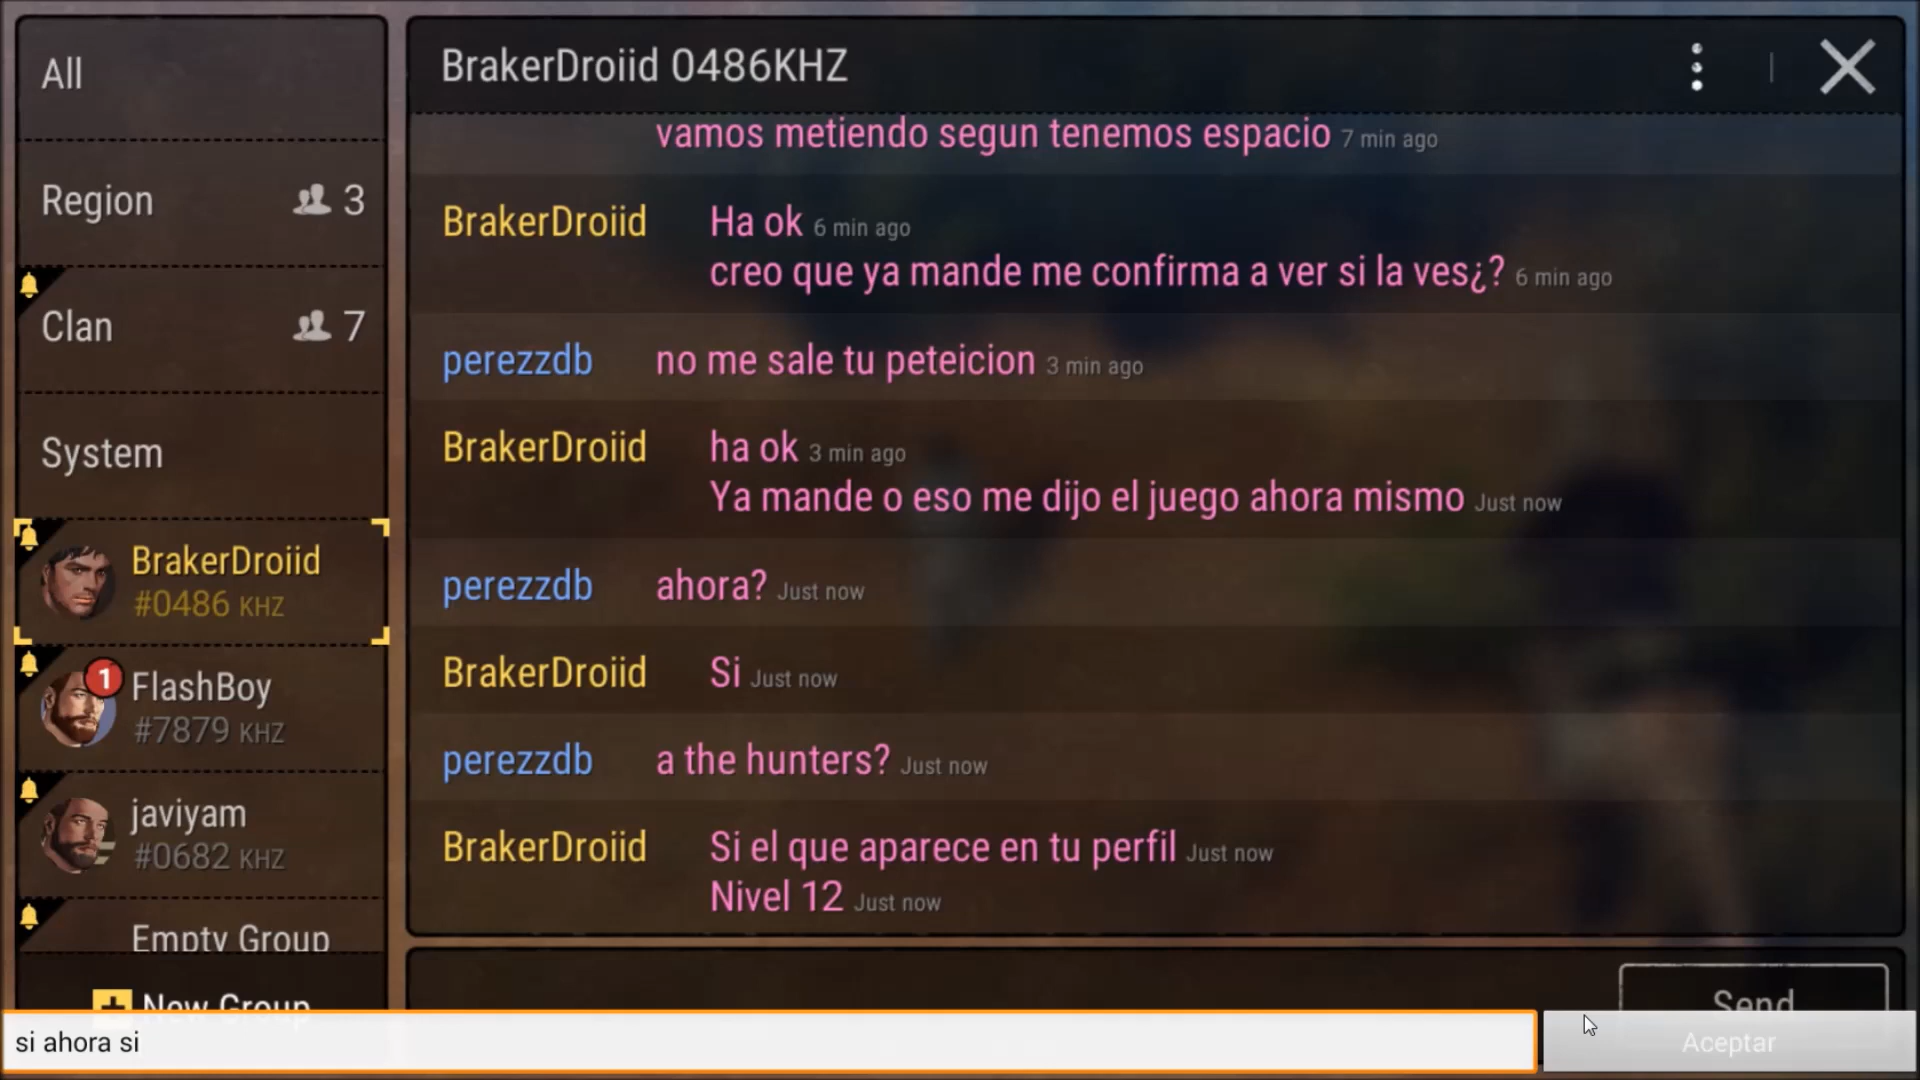 All
Region 3
Clan 7
System
BrakerDroiid
#0486 KHZ
1
FlashBoy
#7879 KHZ
javiyam
#0682 KHZ
Empty Group
New Group
BrakerDroiid 0486KHZ
vamos metiendo segun tenemos espacio 7 min ago
BrakerDroiid Ha ok 6 min ago
creo que ya mande me confirma a ver si la ves¿? 6 min ago
perezzdb no me sale tu peteicion 3 min ago
BrakerDroiid ha ok 3 min ago
Ya mande o eso me dijo el juego ahora mismo Just now
perezzdb ahora? Just now
BrakerDroiid Si Just now
perezzdb a the hunters? Just now
BrakerDroiid Si el que aparece en tu perfil Just now
Nivel 12 Just now
Send
si ahora si
Aceptar